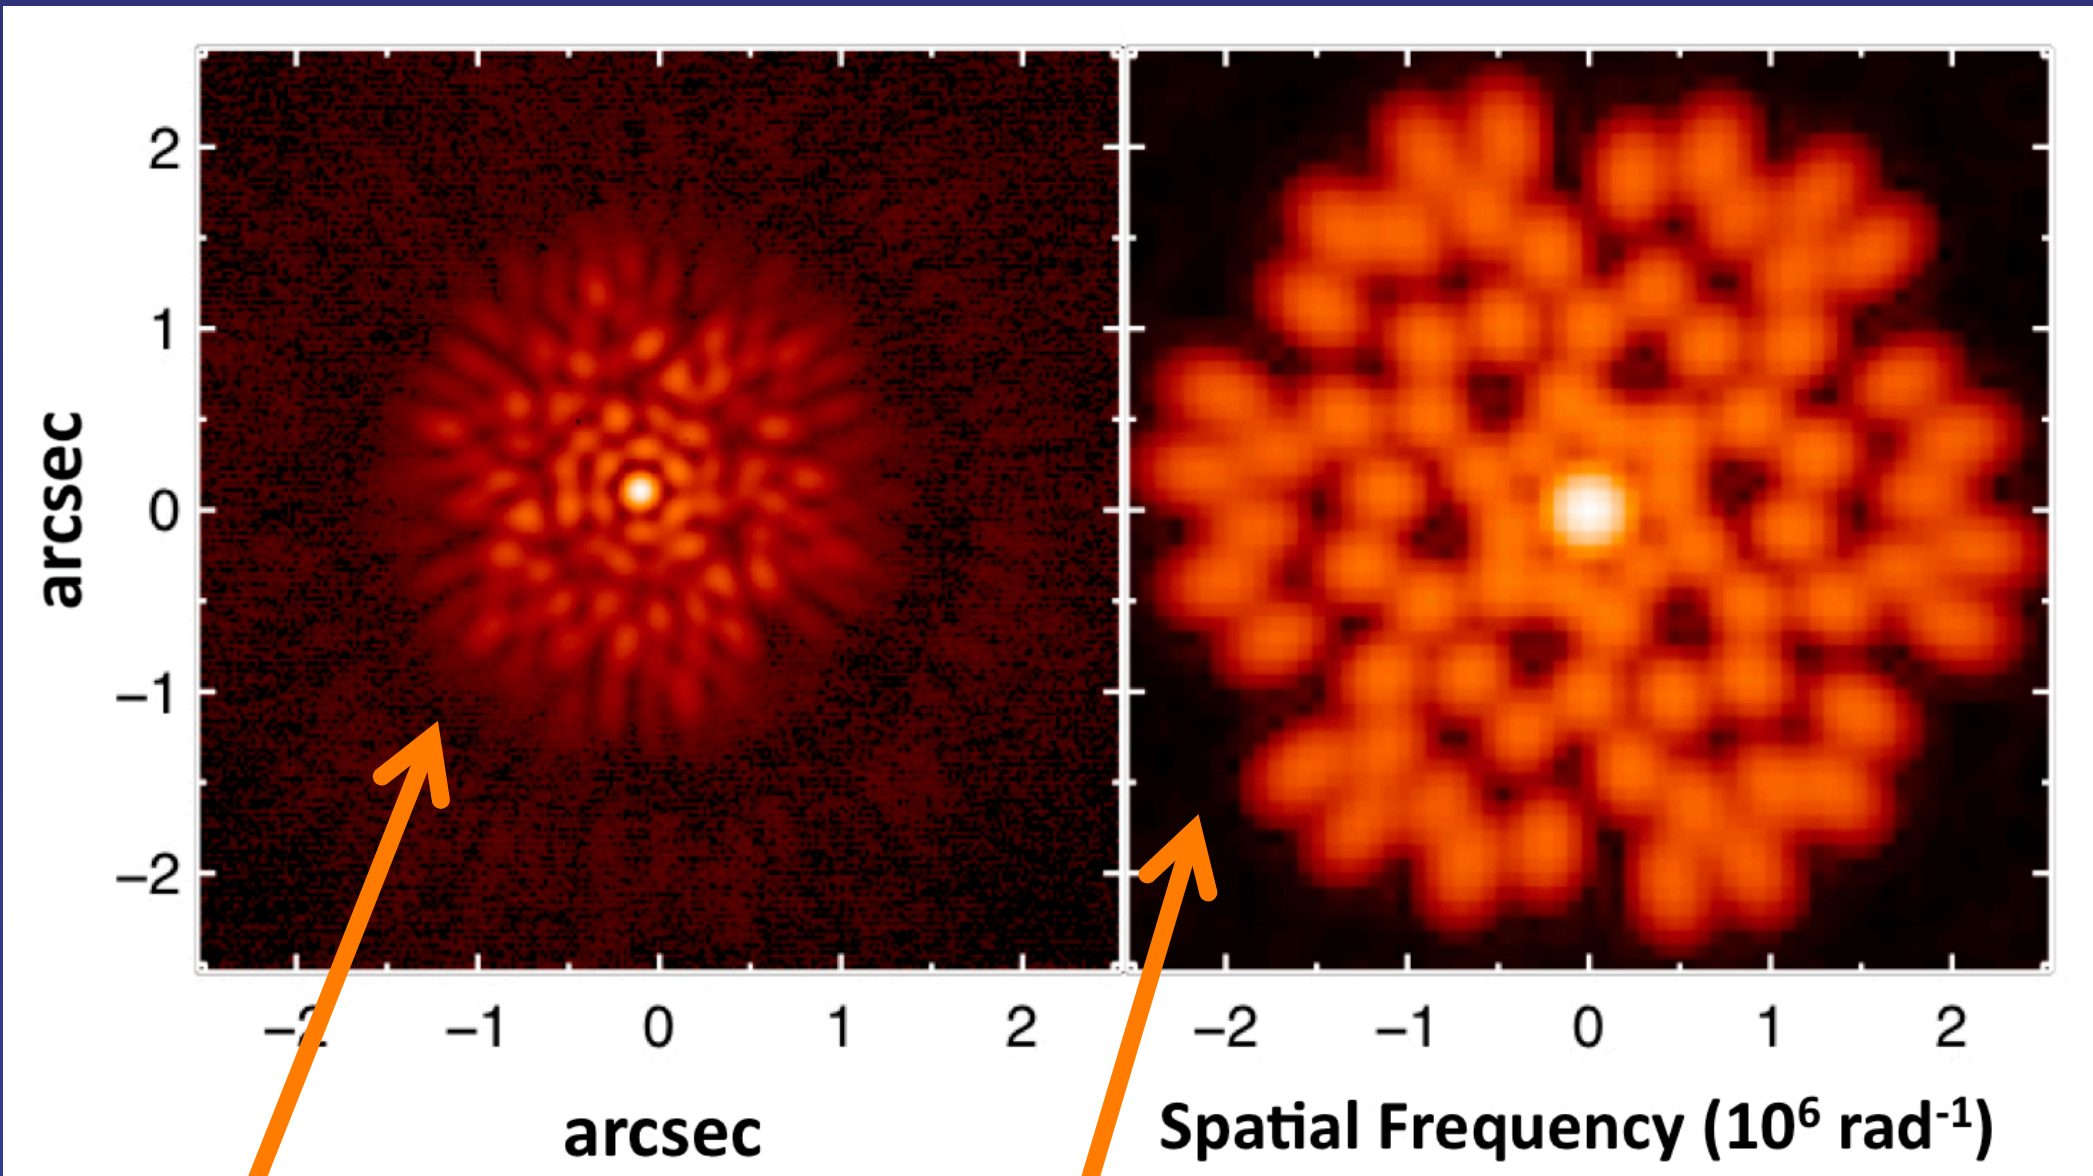 2
1
0
−1
−2
arcsec
−2 −1 0 1 2
−2 −1 0 1 2
arcsec
Spatial Frequency (10⁶ rad⁻¹)